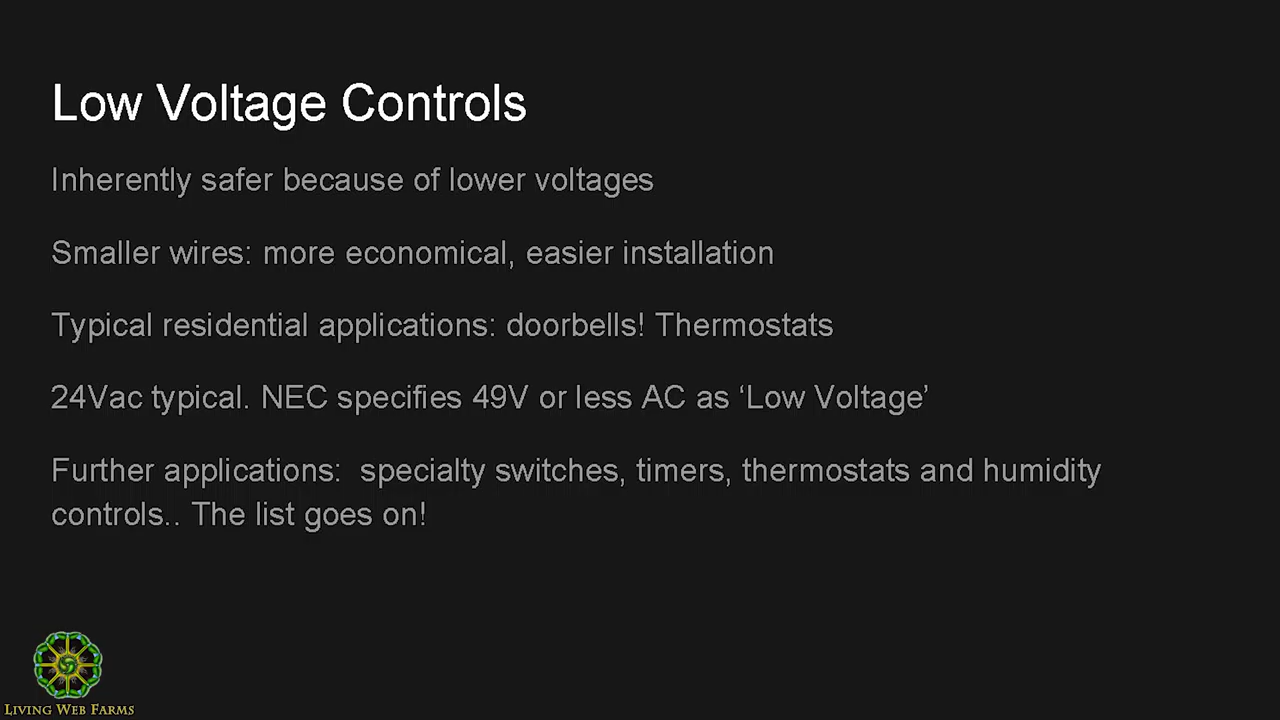 Low Voltage Controls
Inherently safer because of lower voltages
Smaller wires: more economical, easier installation
Typical residential applications: doorbells! Thermostats
24Vac typical. NEC specifies 49V or less AC as ‘Low Voltage’
Further applications:  specialty switches, timers, thermostats and humidity
controls.. The list goes on!
LIVING WEB FARMS